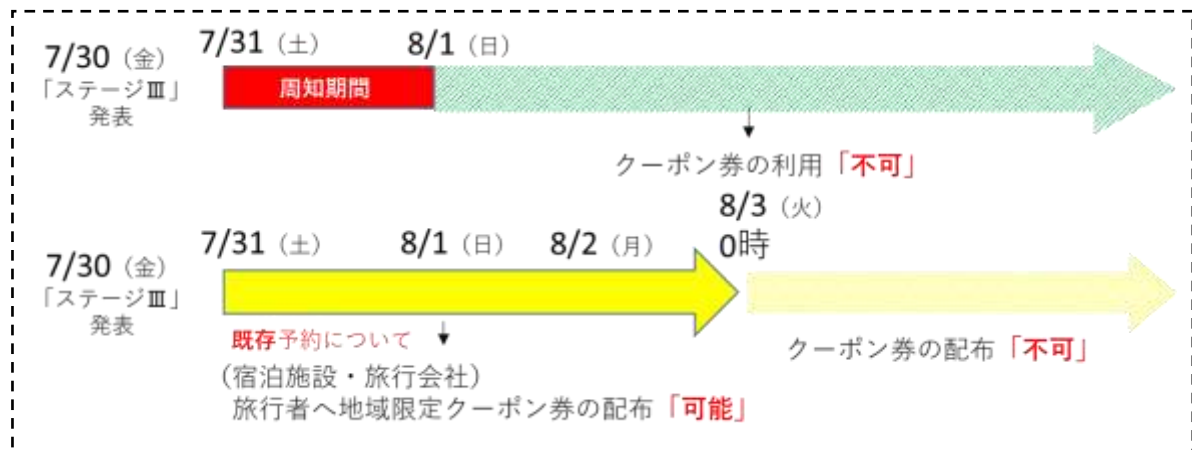 7/30（金）
「ステージⅢ」
発表
7/31（土）
8/1（日）
周知期間
クーポン券の利用「不可」
7/30（金）
「ステージⅢ」
発表
7/31（土）
8/1（日）
8/2（月）
8/3（火）
0時
既存予約について
（宿泊施設・旅行会社）
旅行者へ地域限定クーポン券の配布「可能」
クーポン券の配布「不可」